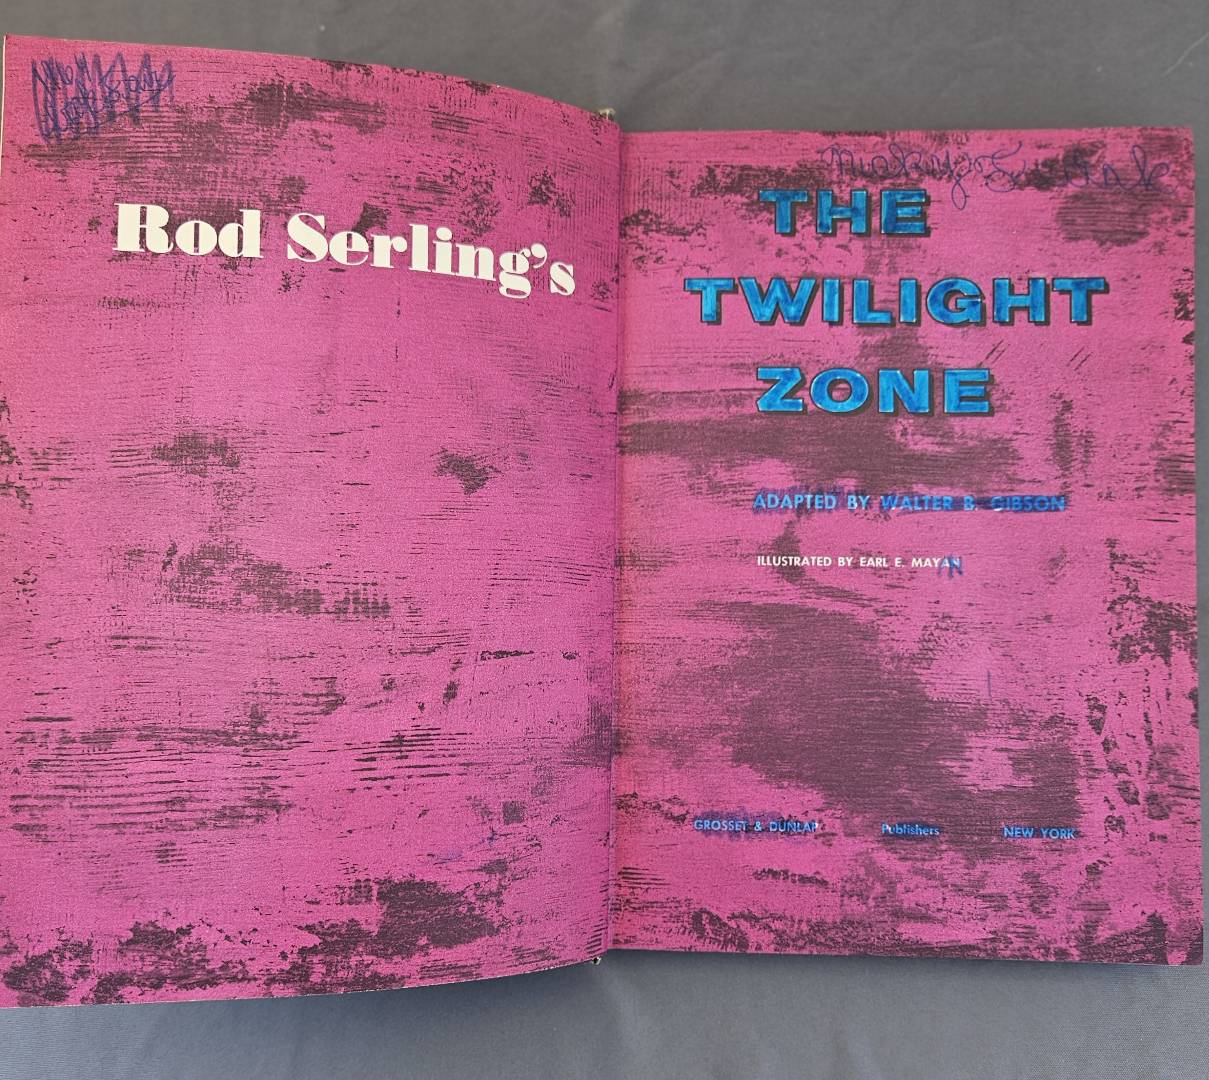 Rod Serling's
THE
TWILIGHT
ZONE
ADAPTED BY WALTER B. GIBSON
ILLUSTRATED BY EARL E. MAYAN
GROSSET & DUNLAP Publishers NEW YORK